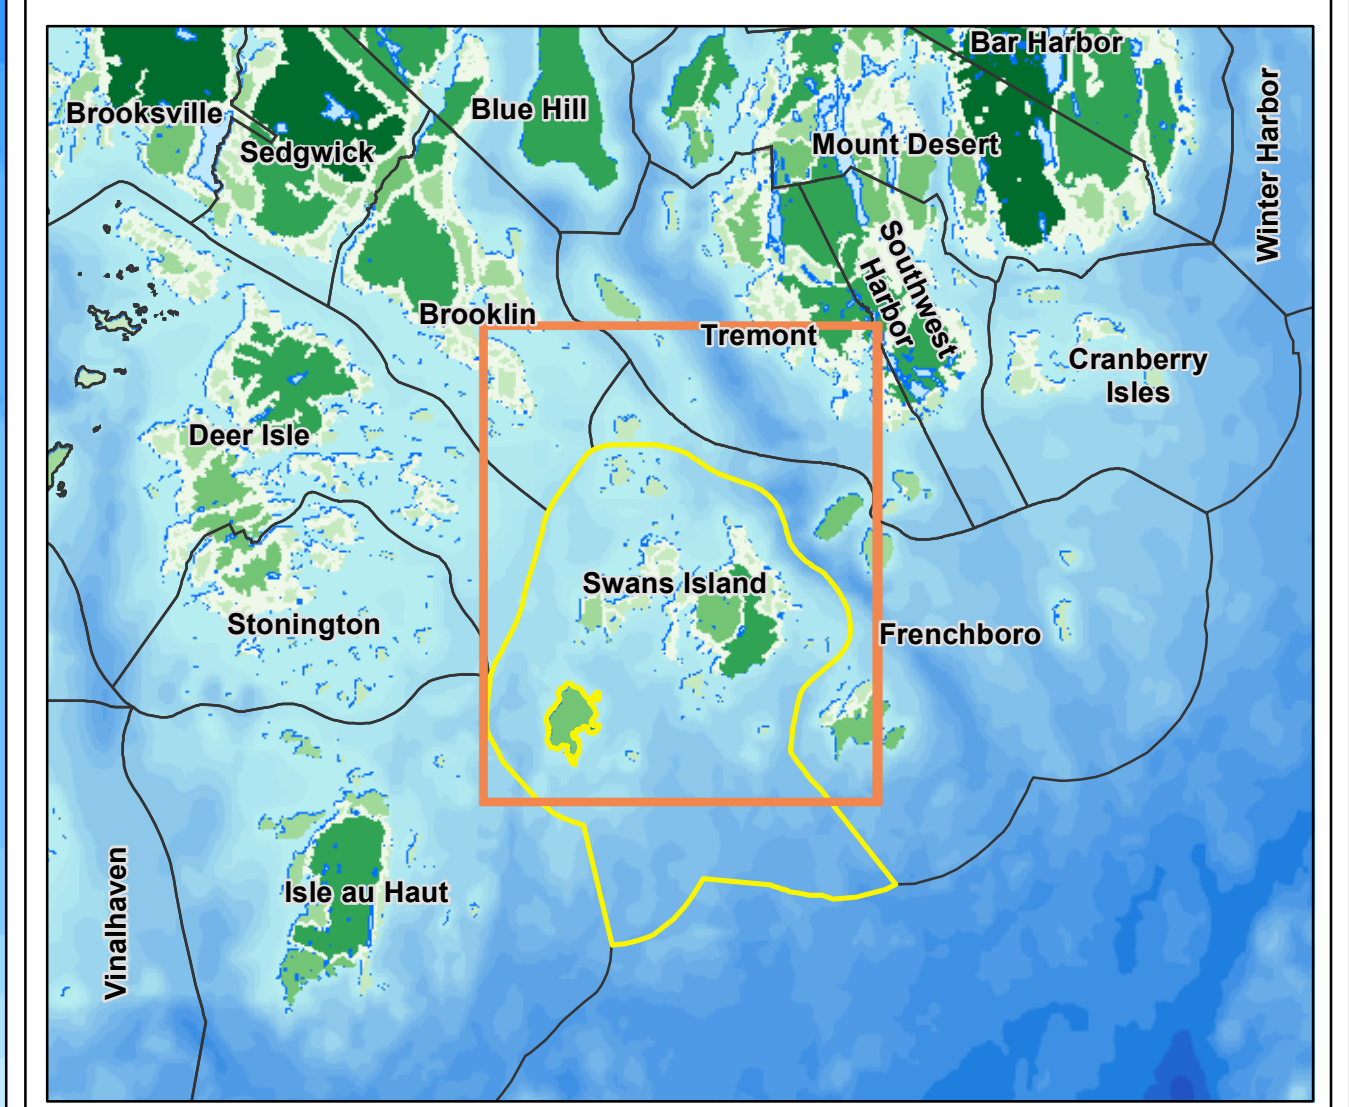 Bar Harbor
Brooksville
Blue Hill
Sedgwick
Mount Desert
Winter Harbor
Southwest
Harbor
Brooklin
Tremont
Cranberry
Isles
Deer Isle
Swans Island
Stonington
Frenchboro
Isle au Haut
Vinalhaven